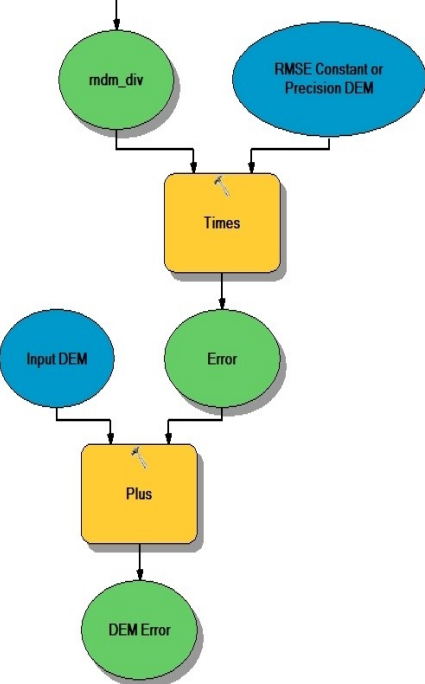 rndm_div
RMSE Constant or
Precision DEM
Times
Input DEM
Error
Plus
DEM Error